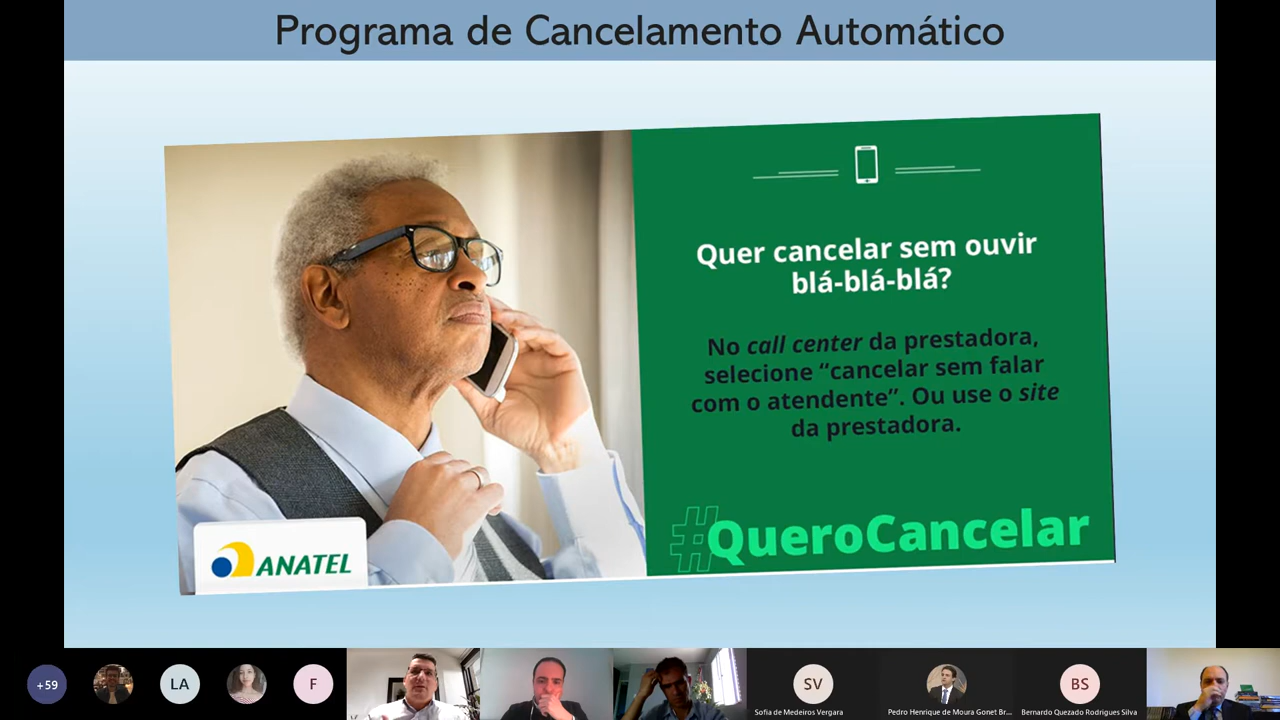 Programa de Cancelamento Automático
Quer cancelar sem ouvir
blá-blá-blá?
No call center da prestadora,
selecione “cancelar sem falar
com o atendente”. Ou use o site
da prestadora.
#QueroCancelar
ANATEL
+59
LA
F
SV
Sofia de Medeiros Vergara
Pedro Henrique de Moura Gonet Br...
BS
Bernardo Quezado Rodrigues Silva